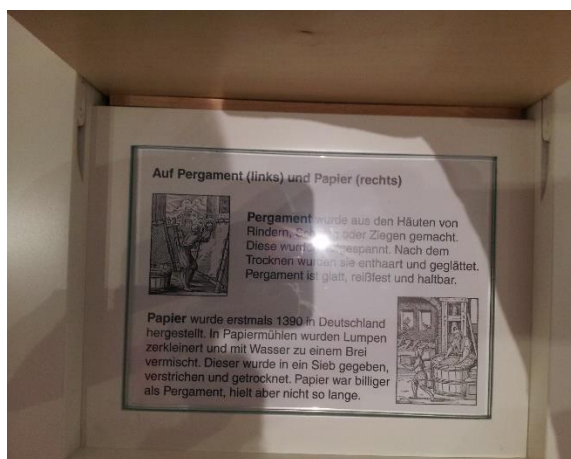 Auf Pergament (links) und Papier (rechts)
Pergament wurde aus den Häuten von
Rindern, oder Ziegen gemacht.
Diese wurden Nach dem
Trocknen wurden sie enthaart und geglättet.
Pergament ist glatt, reißfest und haltbar.
Papier wurde erstmals 1390 in Deutschland
hergestellt. In Papiermühlen wurden Lumpen
zerkleinert und mit Wasser zu einem Brei
vermischt. Dieser wurde in ein Sieb gegeben,
verstrichen und getrocknet. Papier war billiger
als Pergament, hielt aber nicht so lange.